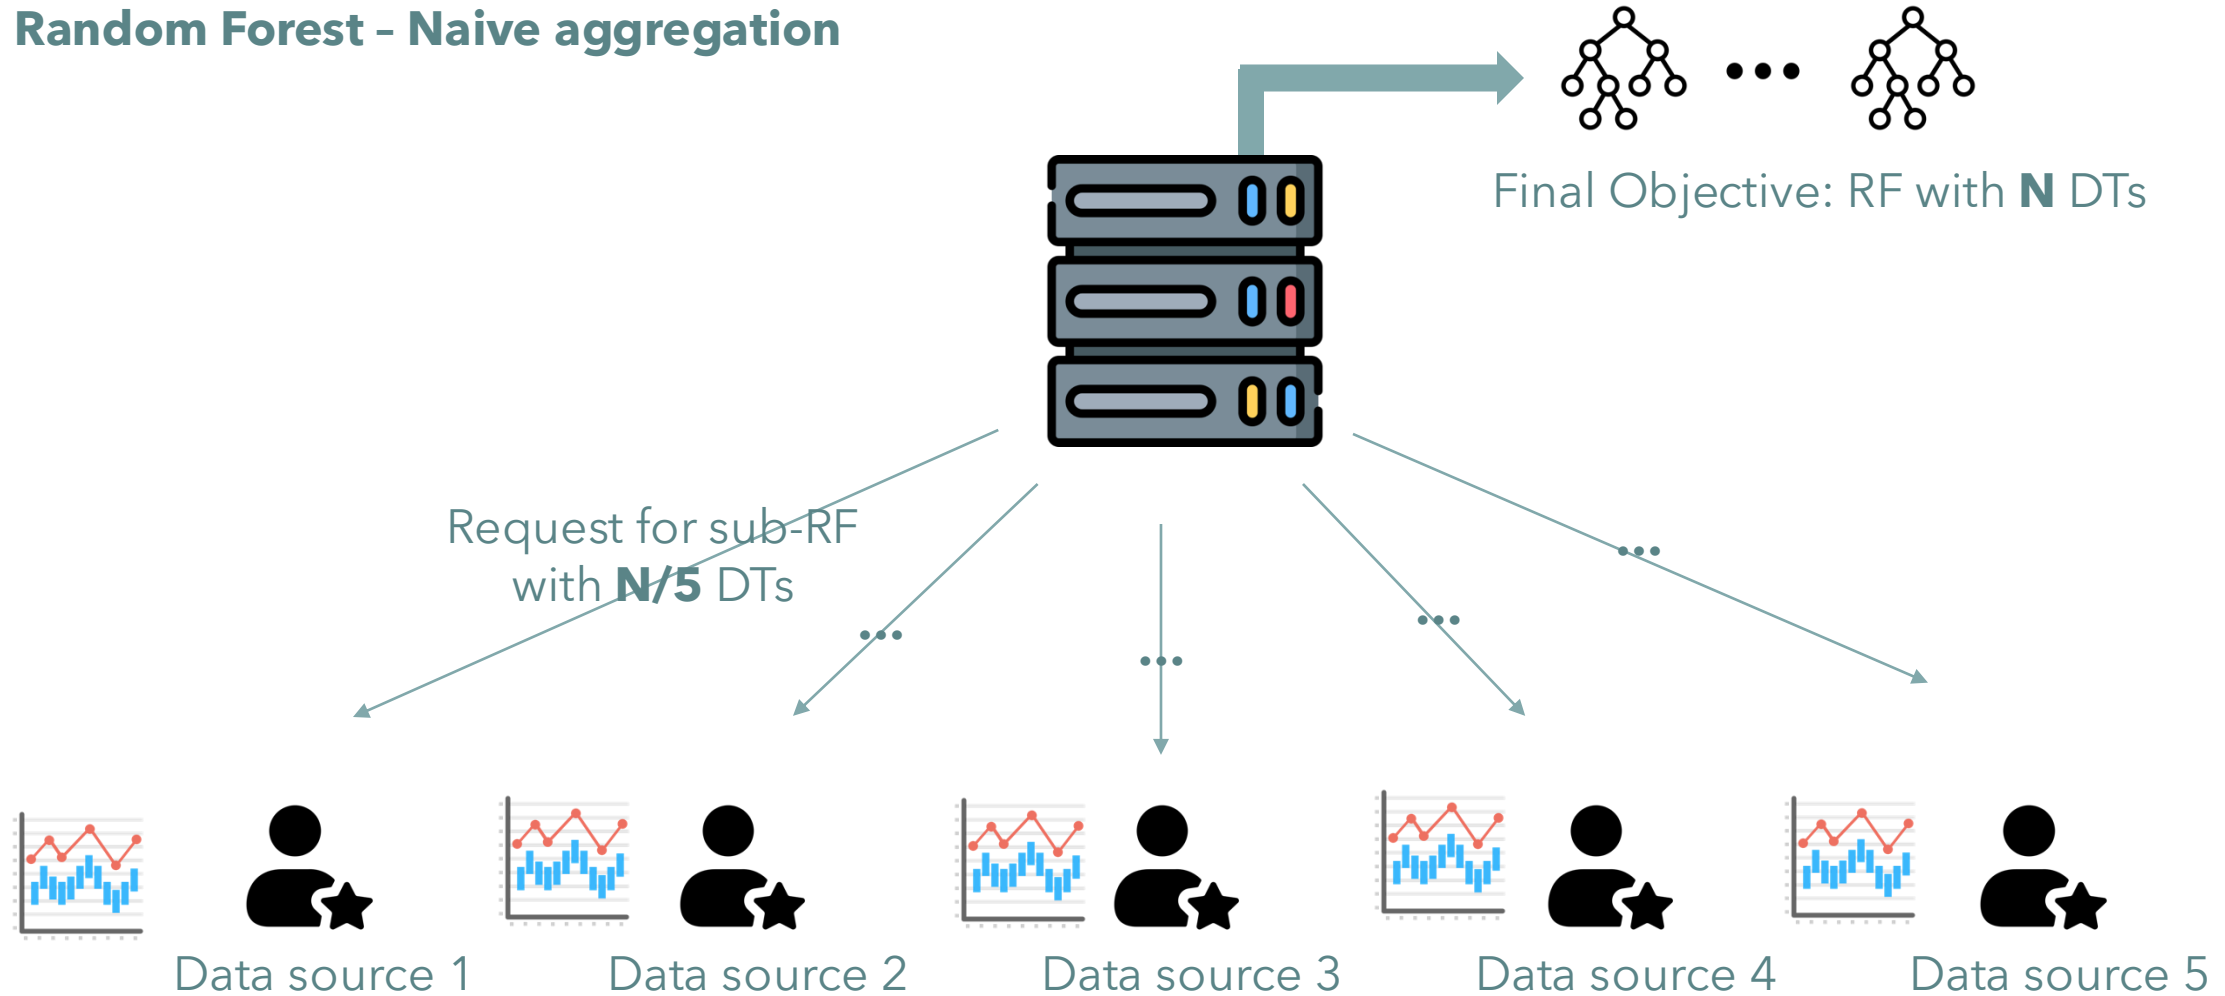 Random Forest – Naive aggregation
Final Objective: RF with N DTs
Request for sub-RF
with N/5 DTs
Data source 1
Data source 2
Data source 3
Data source 4
Data source 5